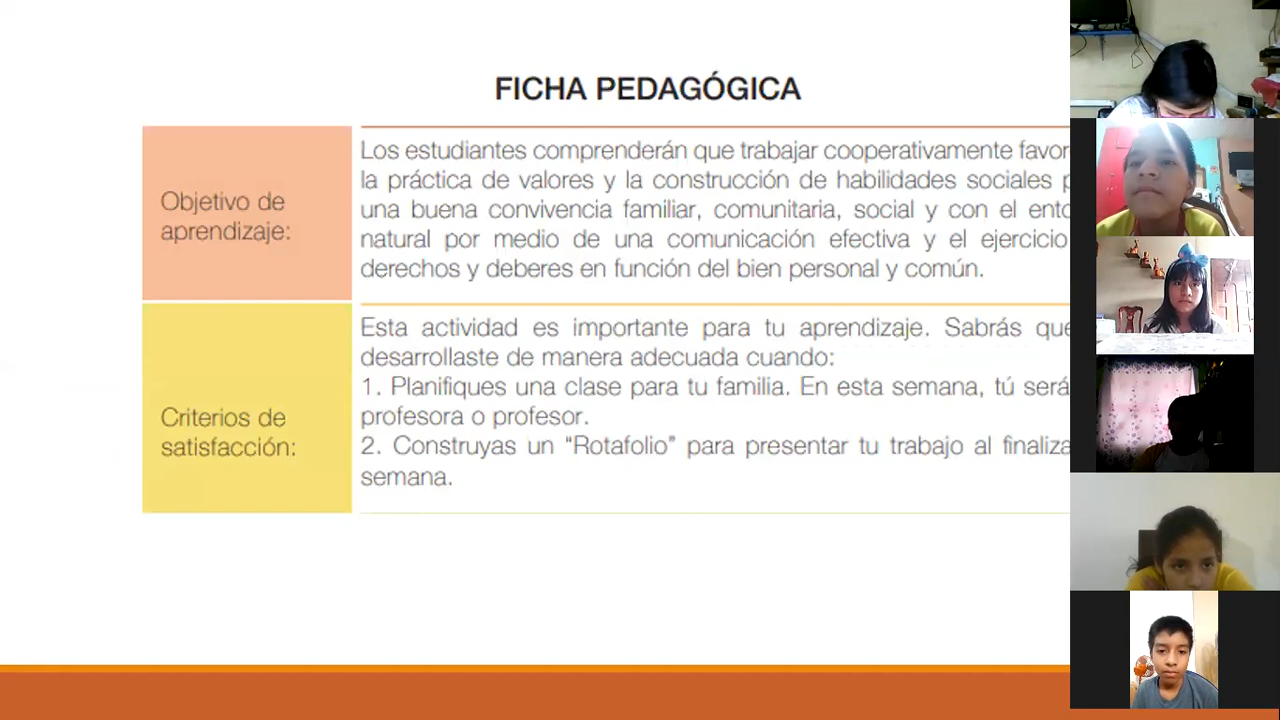 FICHA PEDAGÓGICA
Objetivo de
aprendizaje:
Los estudiantes comprenderán que trabajar cooperativamente favor
la práctica de valores y la construcción de habilidades sociales p
una buena convivencia familiar, comunitaria, social y con el ento
natural por medio de una comunicación efectiva y el ejercicio
derechos y deberes en función del bien personal y común.
Criterios de
satisfacción:
Esta actividad es importante para tu aprendizaje. Sabrás que
desarrollaste de manera adecuada cuando:
1. Planifiques una clase para tu familia. En esta semana, tú será
profesora o profesor.
2. Construyas un “Rotafolio” para presentar tu trabajo al finaliza
semana.